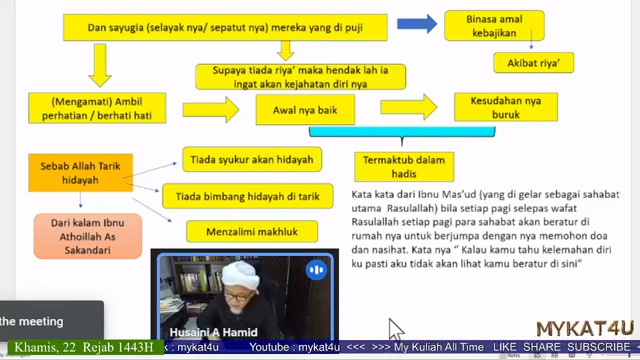 Dan sayugia (selayak nya/ sepatut nya) mereka yang di puji
Binasa amal
kebajikan
Akibat riya'
Supaya tiada riya' maka hendak lah ia
ingat akan kejahatan diri nya
(Mengamati) Ambil
perhatian / berhati hati
Awal nya baik
Kesudahan nya
buruk
Sebab Allah Tarik
hidayah
Tiada syukur akan hidayah
Tiada bimbang hidayah di tarik
Menzalimi makhluk
Dari kalam Ibnu
Athoillah As
Sakandari
Termaktub dalam
hadis
Kata kata dari Ibnu Mas'ud (yang di gelar sebagai sahabat
utama Rasulallah) bila setiap pagi selepas wafat
Rasulallah setiap pagi para sahabat akan beratur di
rumah nya untuk berjumpa dengan nya memohon doa
dan nasihat. Kata nya " Kalau kamu tahu kelemahan diri
ku pasti aku tidak akan lihat kamu beratur di sini"
the meeting
Husaini A Hamid
MYKAT4U
Khamis, 22 Rejab 1443H : mykat4u Youtube : mykat4u <<< >>> My Kuliah All Time LIKE SHARE SUBSCRIBE